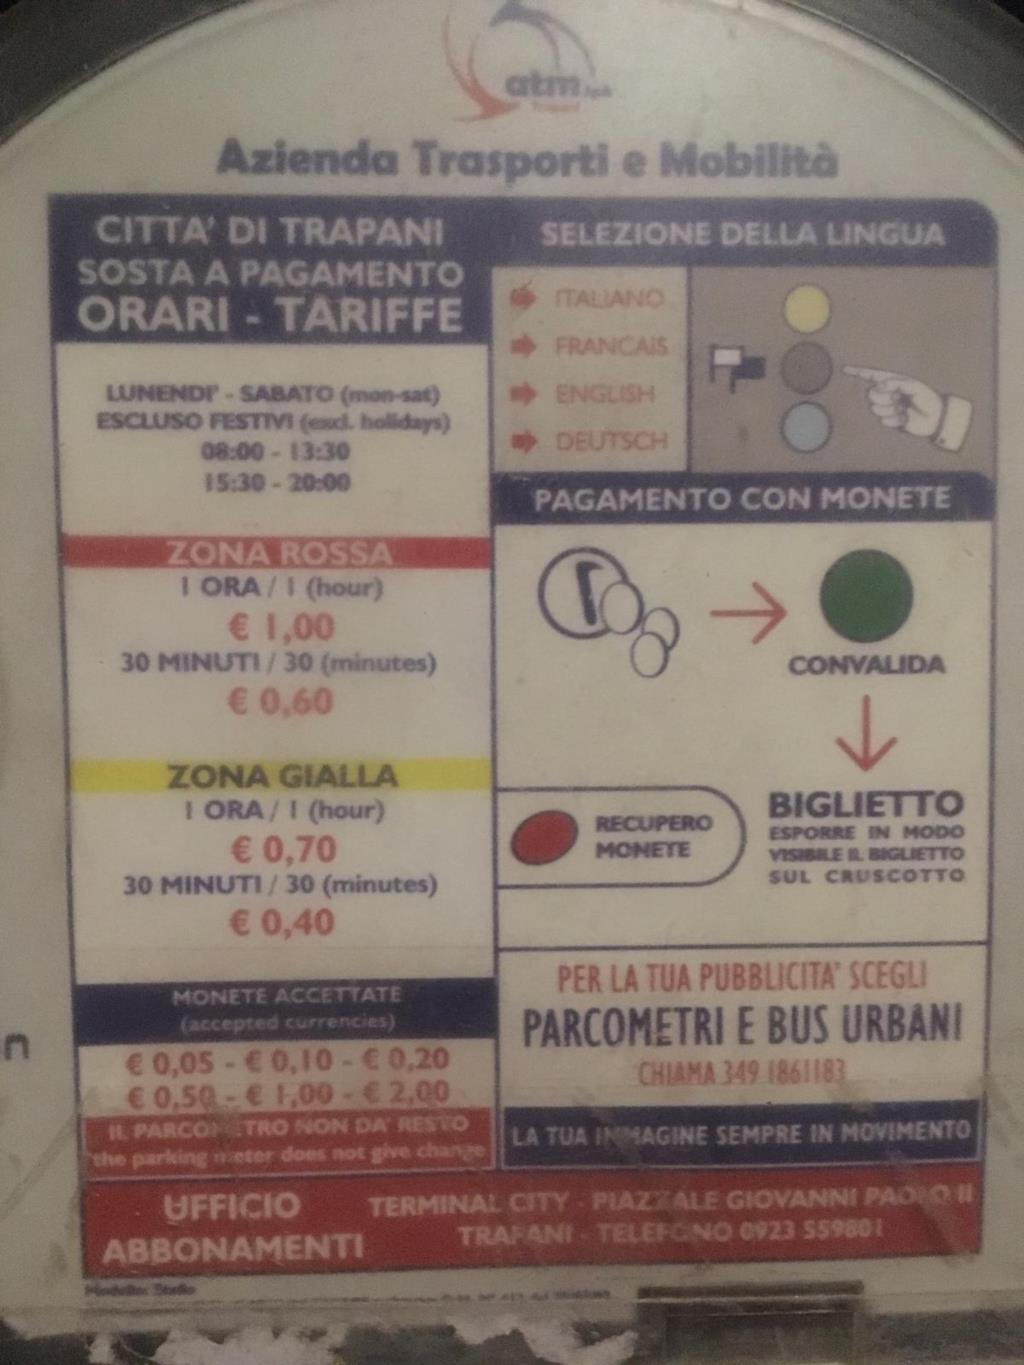 atm
Trapani
Azienda Trasporti e Mobilità
CITTA' DI TRAPANI
SOSTA A PAGAMENTO
ORARI - TARIFFE
LUNENDI' - SABATO (mon-sat)
ESCLUSO FESTIVI (excl. holidays)
08:00 - 13:30
15:30 - 20:00
ZONA ROSSA
1 ORA / 1 (hour)
€ 1,00
30 MINUTI / 30 (minutes)
€ 0,60
ZONA GIALLA
1 ORA / 1 (hour)
€ 0,70
30 MINUTI / 30 (minutes)
€ 0,40
MONETE ACCETTATE
(accepted currencies)
€ 0,05 - € 0,10 - € 0,20
€ 0,50 - € 1,00 - € 2,00
IL PARCOMETRO NON DA' RESTO
the parking meter does not give change
SELEZIONE DELLA LINGUA
ITALIANO
FRANCAIS
ENGLISH
DEUTSCH
PAGAMENTO CON MONETE
CONVALIDA
RECUPERO
MONETE
BIGLIETTO
ESPORRE IN MODO
VISIBILE IL BIGLIETTO
SUL CRUSCOTTO
PER LA TUA PUBBLICITA' SCEGLI
PARCOMETRI E BUS URBANI
CHIAMA 349 1861183
LA TUA IMMAGINE SEMPRE IN MOVIMENTO
UFFICIO
ABBONAMENTI
TERMINAL CITY - PIAZZALE GIOVANNI PAOLO II
TRAPANI - TELEFONO 0923 559801
n